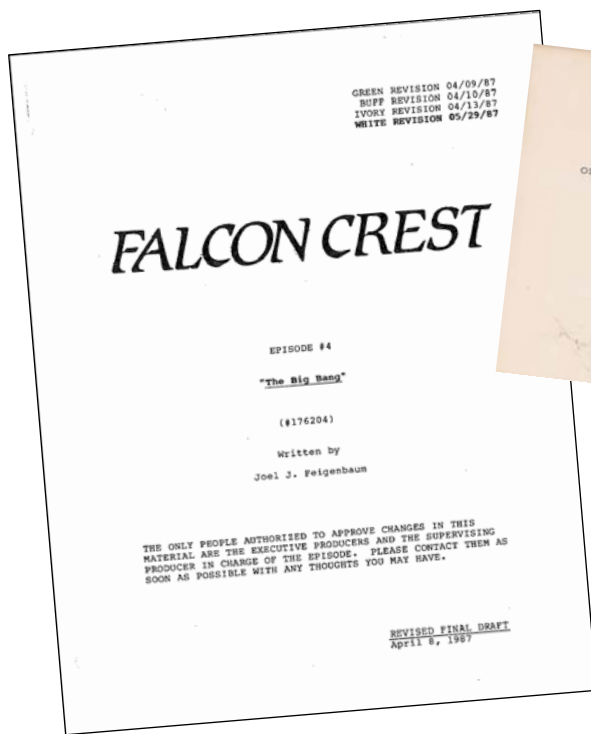 GREEN REVISION 04/09/87
BUFF REVISION 04/10/87
IVORY REVISION 04/13/87
WHITE REVISION 05/29/87
FALCON CREST
EPISODE #4
"The Big Bang"
(#176204)
Written by
Joel J. Feigenbaum
THE ONLY PEOPLE AUTHORIZED TO APPROVE CHANGES IN THIS
MATERIAL ARE THE EXECUTIVE PRODUCERS AND THE SUPERVISING
PRODUCER IN CHARGE OF THE EPISODE. PLEASE CONTACT THEM AS
SOON AS POSSIBLE WITH ANY THOUGHTS YOU MAY HAVE.
REVISED FINAL DRAFT
April 8, 1987